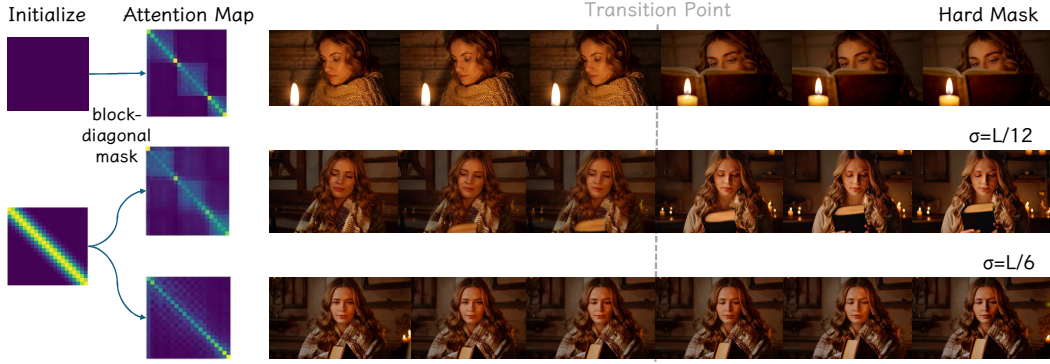 Initialize
Attention Map
Transition Point
Hard Mask
block-
diagonal
mask
σ=L/12
σ=L/6